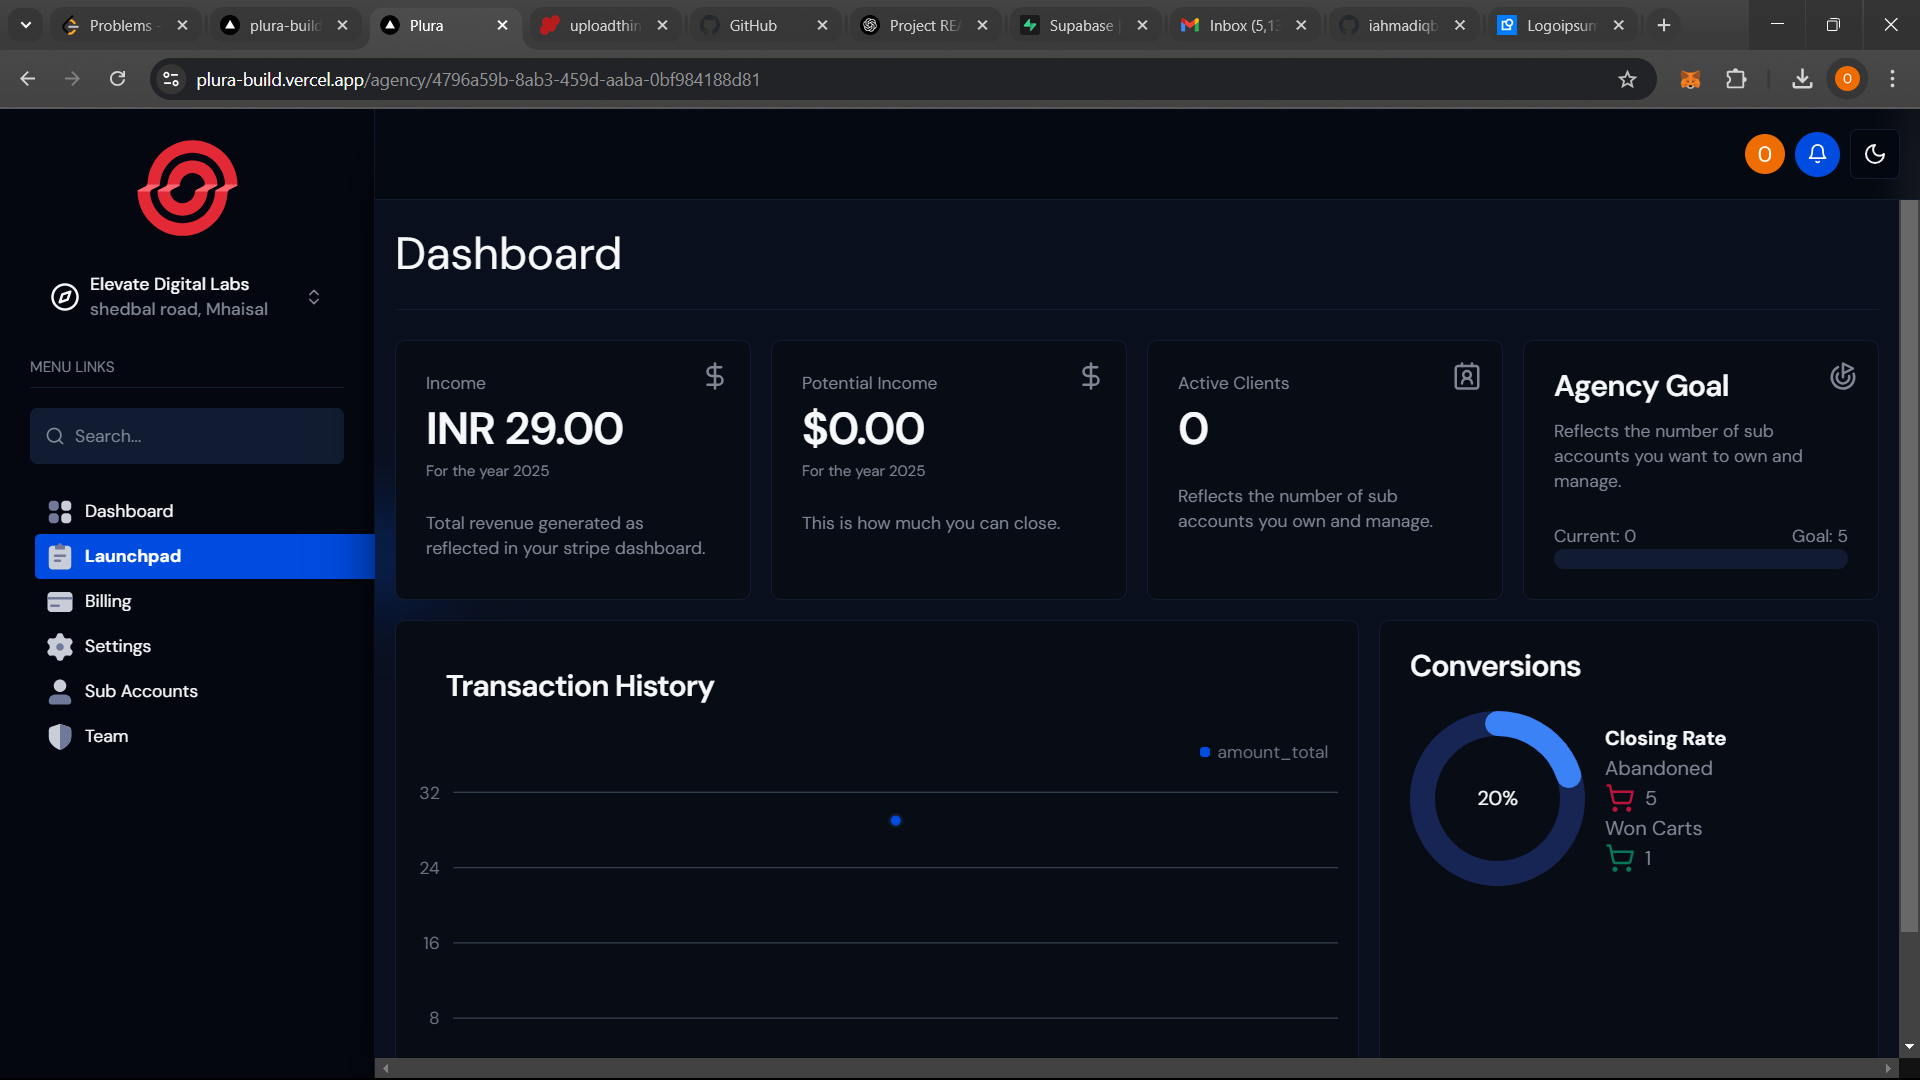 Problems -
plura-build
Plura
uploadthin
GitHub
Project REA
Supabase |
Inbox (5,13
iahmadiqb
Logoipsum
plura-build.vercel.app/agency/4796a59b-8ab3-459d-aaba-0bf984188d81
O
O
Elevate Digital Labs
shedbal road, Mhaisal
MENU LINKS
Search...
Dashboard
Launchpad
Billing
Settings
Sub Accounts
Team
Dashboard
Income
INR 29.00
For the year 2025
Total revenue generated as
reflected in your stripe dashboard.
Potential Income
$0.00
For the year 2025
This is how much you can close.
Active Clients
0
Reflects the number of sub
accounts you own and manage.
Agency Goal
Reflects the number of sub
accounts you want to own and
manage.
Current: 0
Goal: 5
Transaction History
amount_total
32
24
16
8
Conversions
20%
Closing Rate
Abandoned
5
Won Carts
1